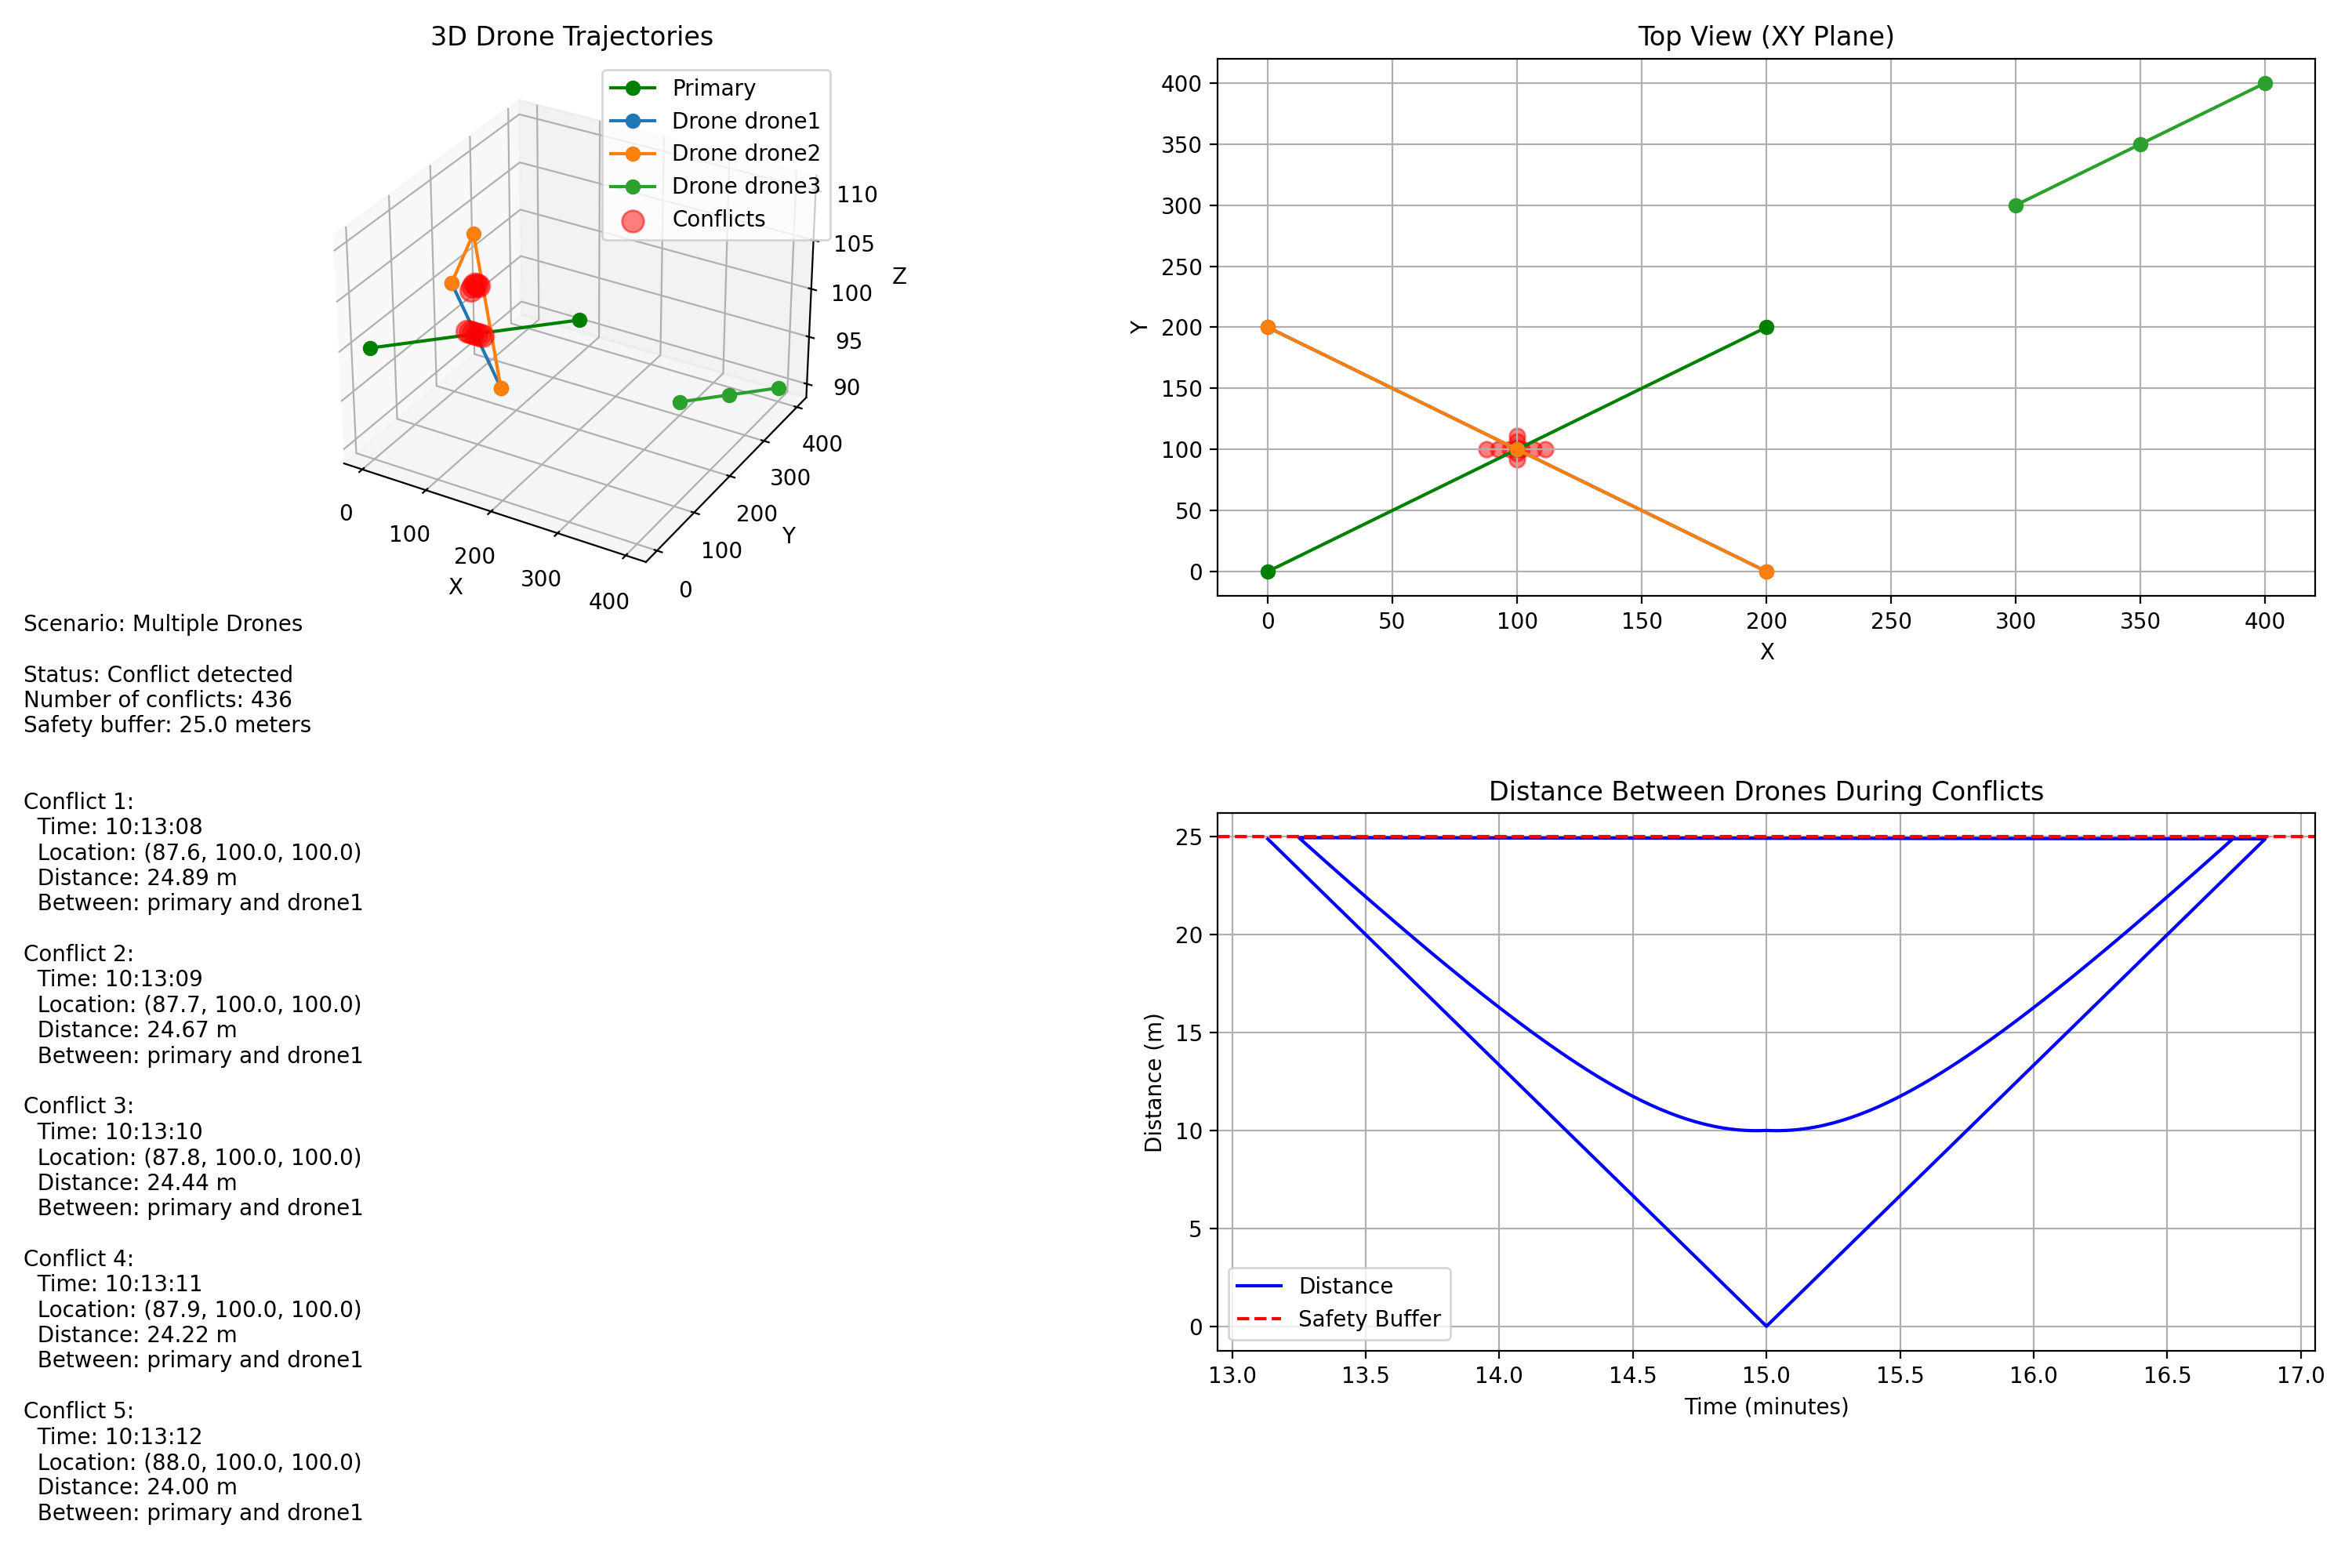 3D Drone Trajectories
Primary
Drone drone1
Drone drone2
Drone drone3
Conflicts
110
105
100
95
90
Z
0
100
200
300
400
X
0
100
200
300
400
Y
Top View (XY Plane)
400
350
300
250
200
150
100
50
0
Y
0 50 100 150 200 250 300 350 400
X
Scenario: Multiple Drones
Status: Conflict detected
Number of conflicts: 436
Safety buffer: 25.0 meters
Conflict 1:
Time: 10:13:08
Location: (87.6, 100.0, 100.0)
Distance: 24.89 m
Between: primary and drone1
Conflict 2:
Time: 10:13:09
Location: (87.7, 100.0, 100.0)
Distance: 24.67 m
Between: primary and drone1
Conflict 3:
Time: 10:13:10
Location: (87.8, 100.0, 100.0)
Distance: 24.44 m
Between: primary and drone1
Conflict 4:
Time: 10:13:11
Location: (87.9, 100.0, 100.0)
Distance: 24.22 m
Between: primary and drone1
Conflict 5:
Time: 10:13:12
Location: (88.0, 100.0, 100.0)
Distance: 24.00 m
Between: primary and drone1
Distance Between Drones During Conflicts
25
20
15
10
5
0
Distance (m)
Distance
Safety Buffer
13.0 13.5 14.0 14.5 15.0 15.5 16.0 16.5 17.0
Time (minutes)